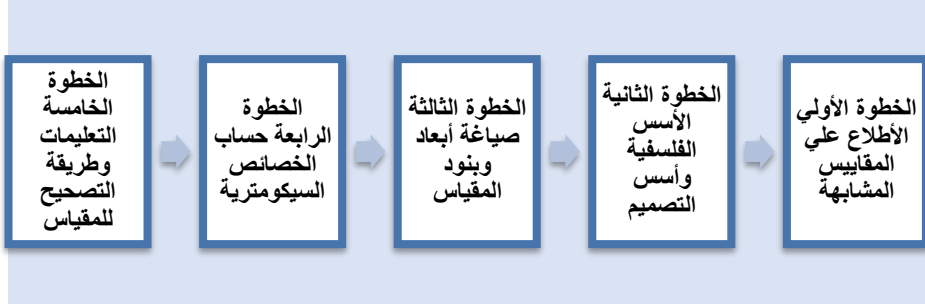 الخطوة الأولي
الأطلاع علي
المقاييس
المشابهة
الخطوة الثانية
الأسس
الفلسفية
وأسس
التصميم
الخطوة الثالثة
صياغة أبعاد
وبنود
المقياس
الخطوة
الرابعة حساب
الخصائص
السيكومترية
الخطوة
الخامسة
التعليمات
وطريقة
التصحيح
للمقياس